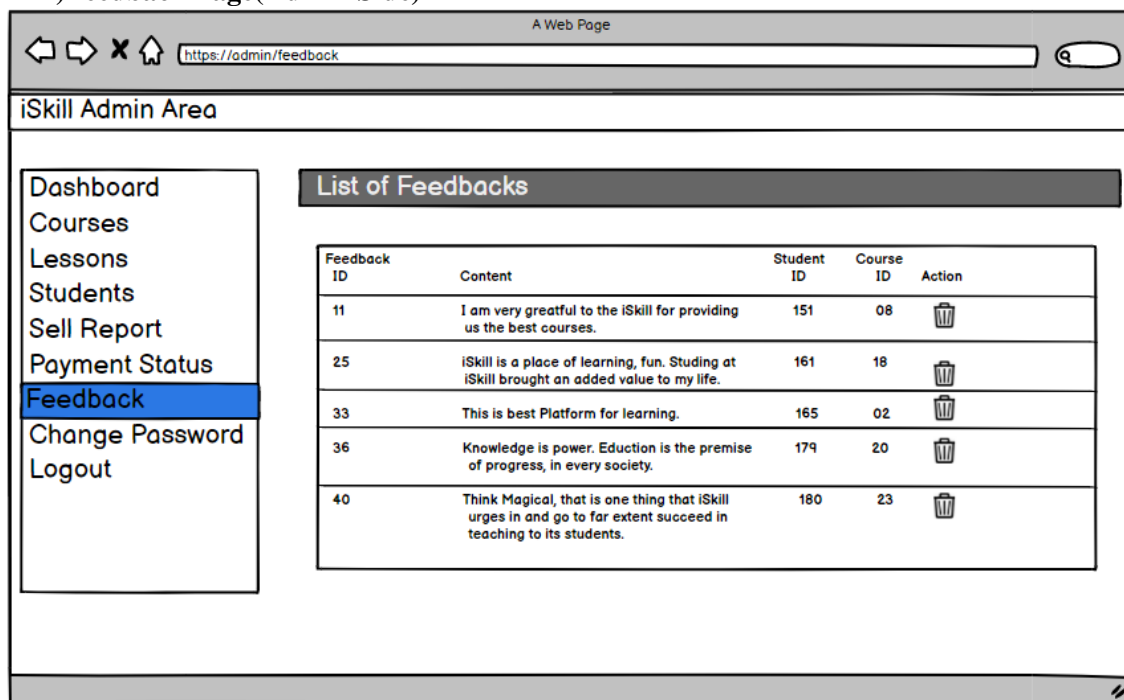 A Web Page
https://admin/feedback
iSkill Admin Area
Dashboard
Courses
Lessons
Students
Sell Report
Payment Status
Feedback
Change Password
Logout
List of Feedbacks
Feedback ID Content Student ID Course ID Action
11 I am very greatful to the iSkill for providing 151 08
us the best courses.
25 iSkill is a place of learning, fun. Studing at 161 18
iSkill brought an added value to my life.
33 This is best Platform for learning. 165 02
36 Knowledge is power. Eduction is the premise 179 20
of progress, in every society.
40 Think Magical, that is one thing that iSkill 180 23
urges in and go to far extent succeed in
teaching to its students.